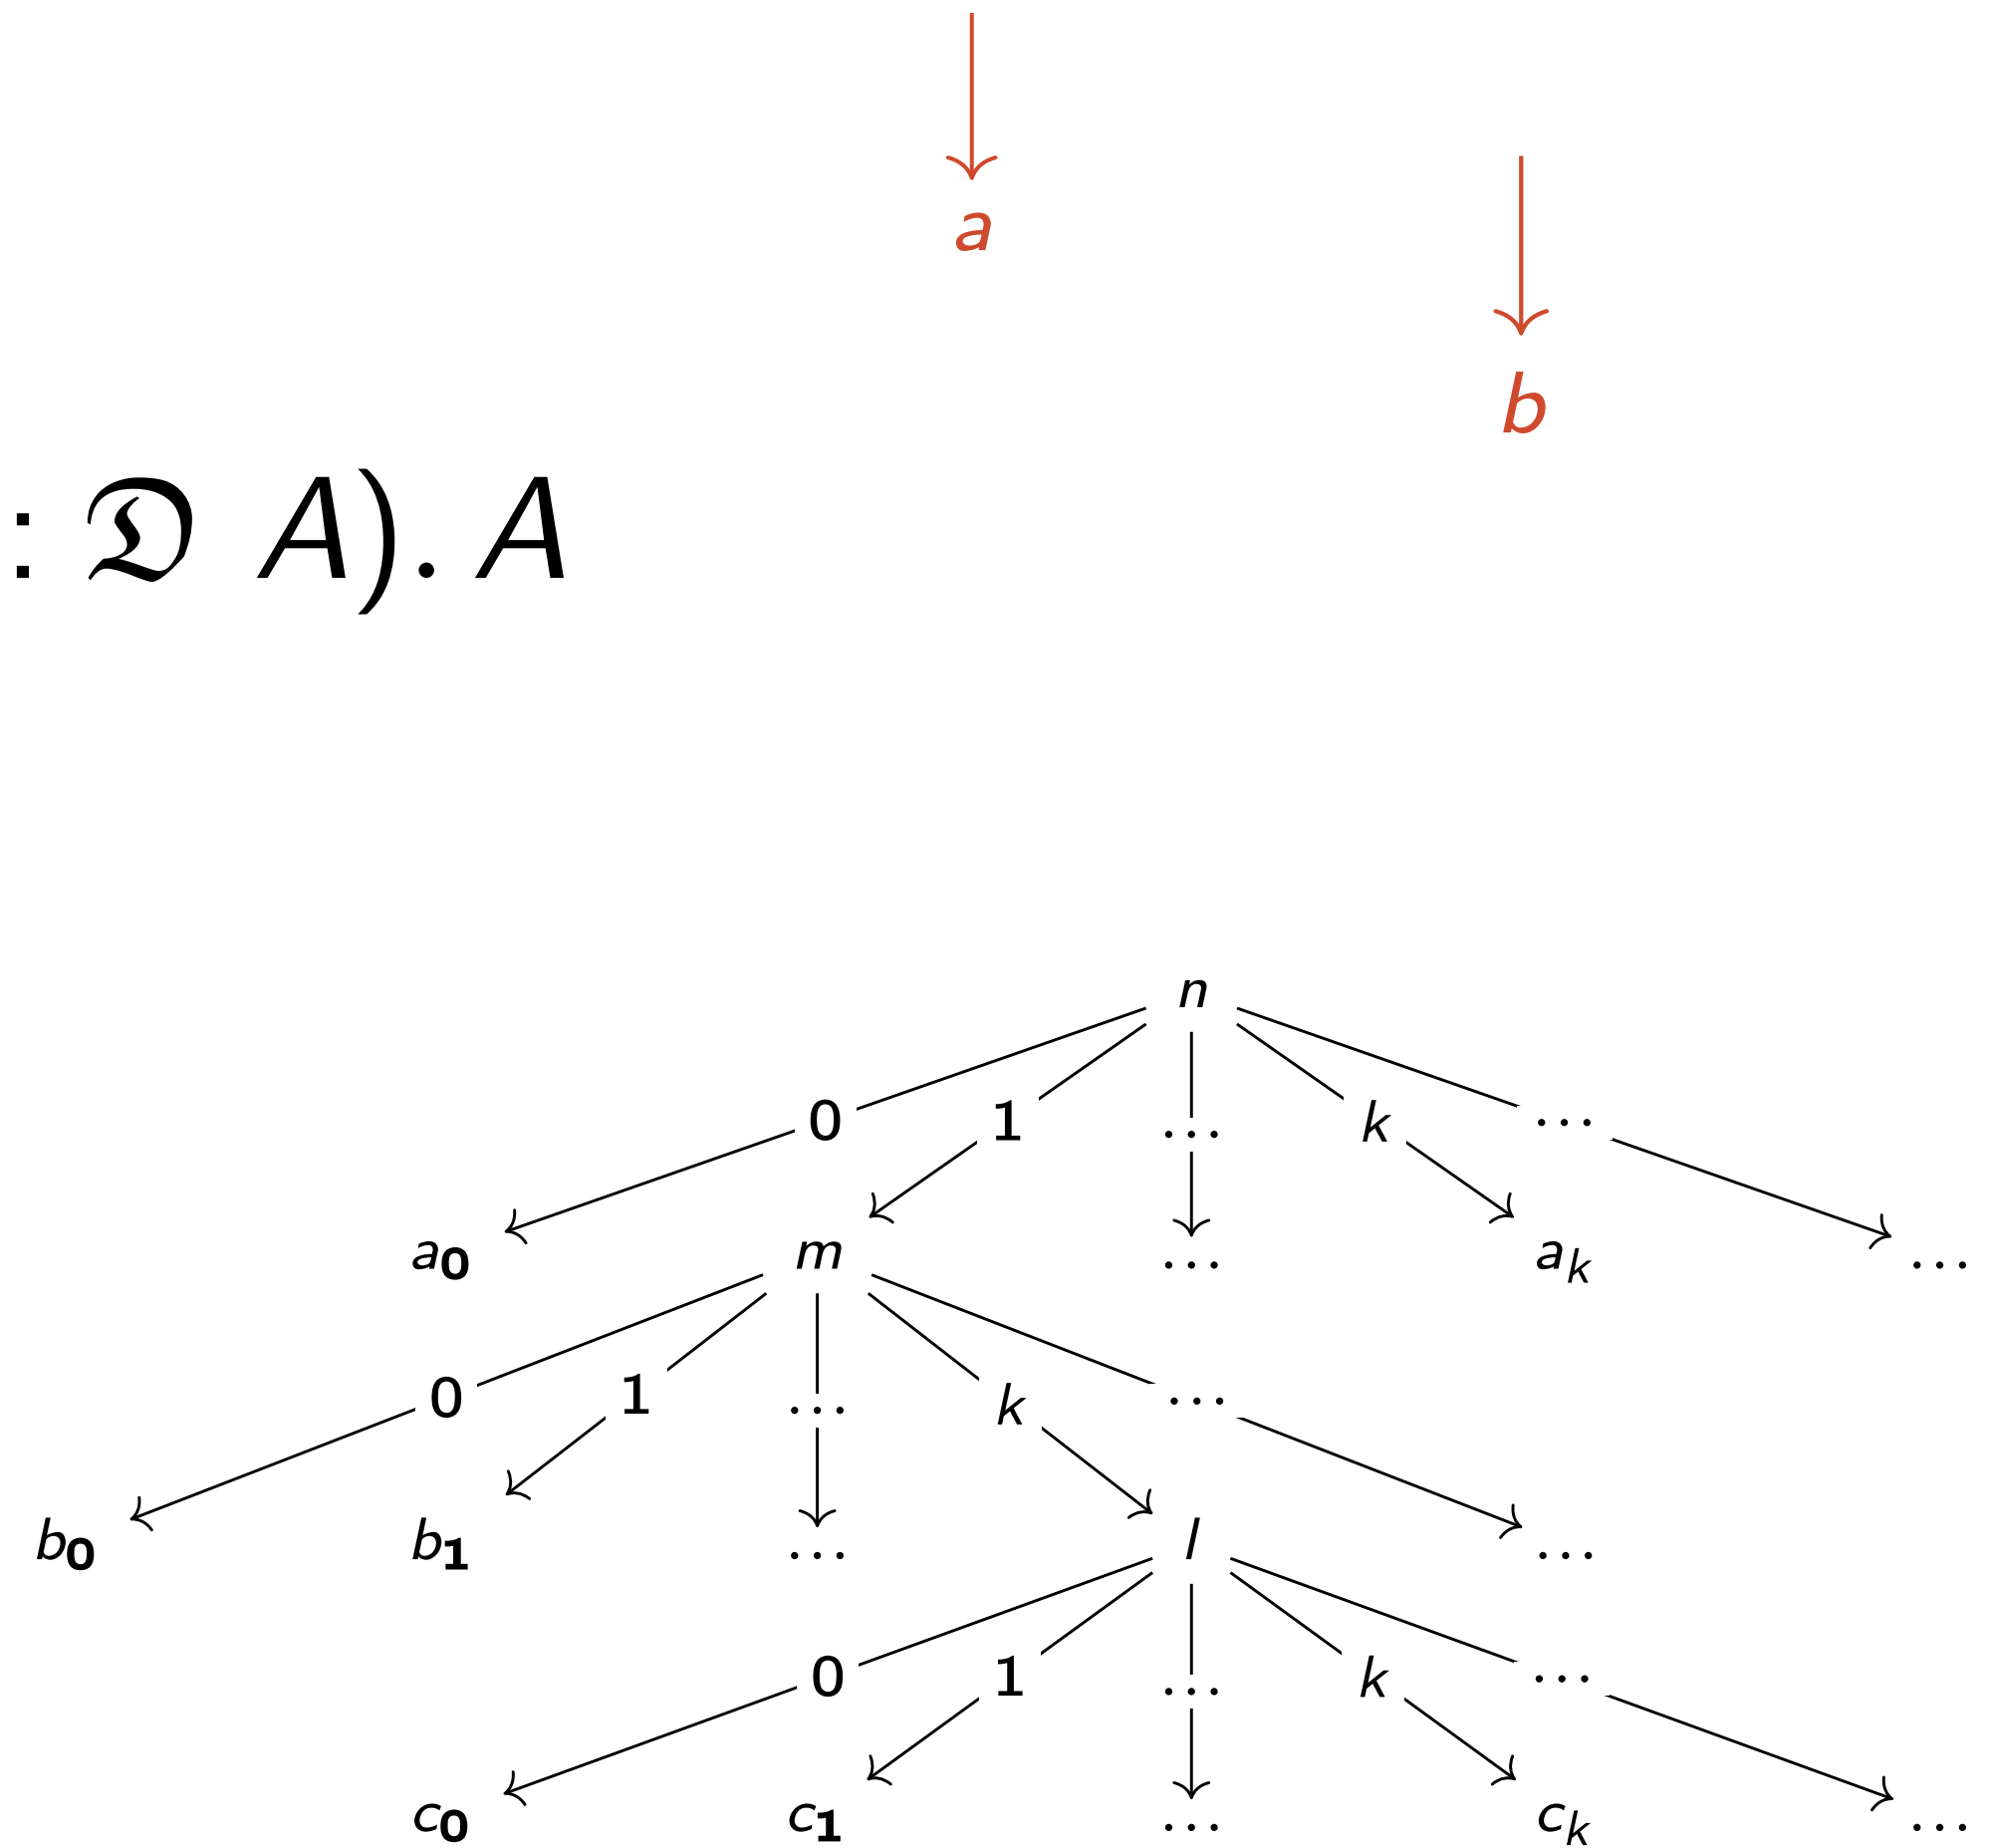 a
b
: 𝔇 A). A
n
0 1 ... k ...
a₀ m ... aₖ ...
0 1 ... k ...
b₀ b₁ ... l ...
0 1 ... k ...
c₀ c₁ ... cₖ ...